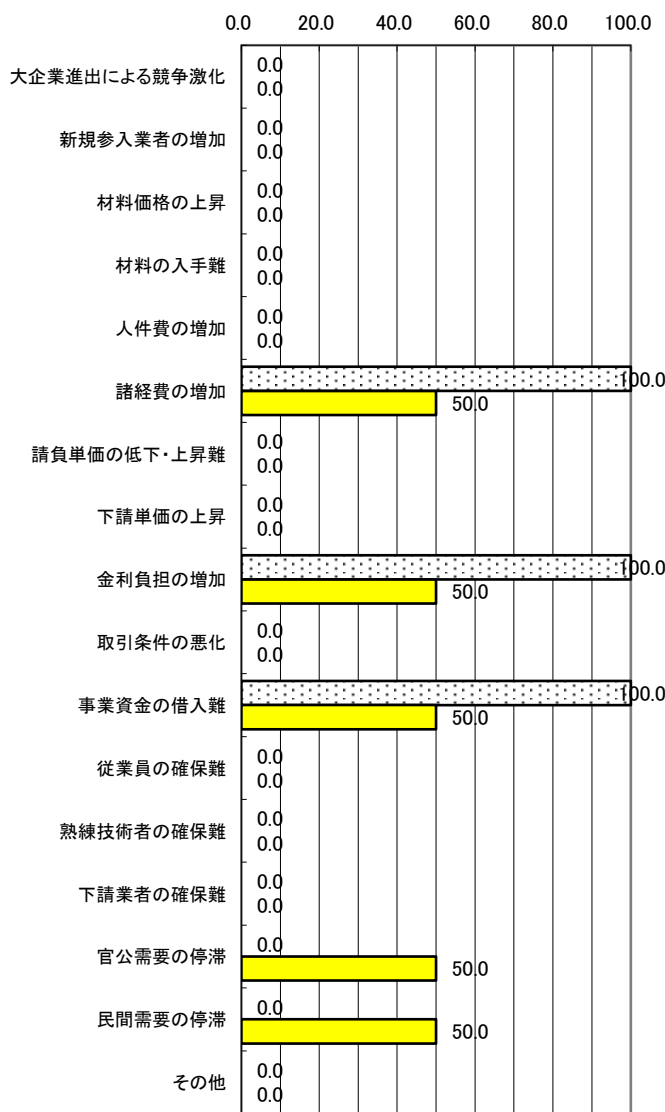 0.0 20.0 40.0 60.0 80.0 100.0
大企業進出による競争激化
0.0
0.0
新規参入業者の増加
0.0
0.0
材料価格の上昇
0.0
0.0
材料の入手難
0.0
0.0
人件費の増加
0.0
0.0
諸経費の増加
100.0
50.0
請負単価の低下・上昇難
0.0
0.0
下請単価の上昇
0.0
0.0
金利負担の増加
100.0
50.0
取引条件の悪化
0.0
0.0
事業資金の借入難
100.0
50.0
従業員の確保難
0.0
0.0
熟練技術者の確保難
0.0
0.0
下請業者の確保難
0.0
0.0
官公需要の停滞
0.0
50.0
民間需要の停滞
0.0
50.0
その他
0.0
0.0